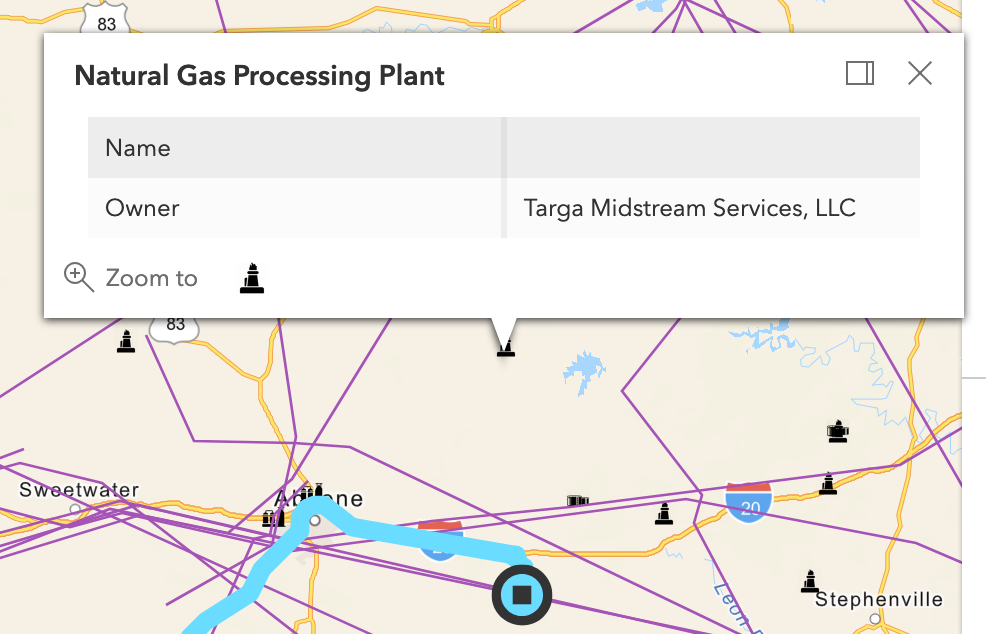 83
Natural Gas Processing Plant
Name
Owner Targa Midstream Services, LLC
Zoom to
83
Sweetwater
Abilene
20
Stephenville
Leon